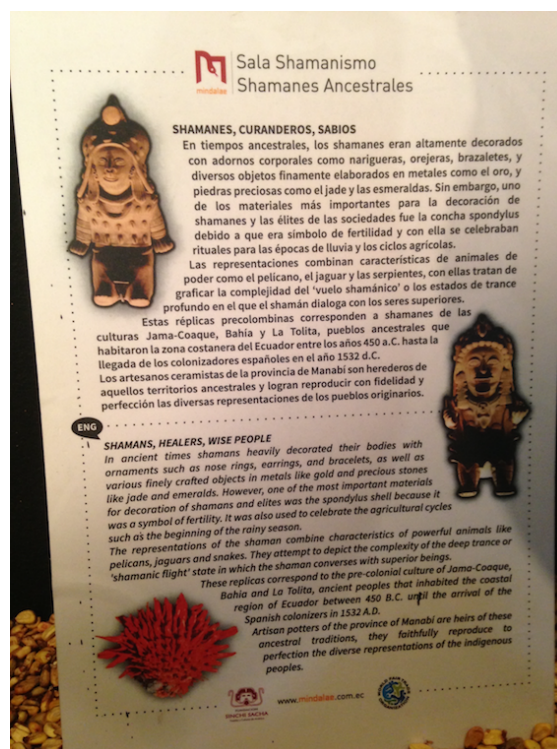 mindalae
Sala Shamanismo
Shamanes Ancestrales
SHAMANES, CURANDEROS, SABIOS
En tiempos ancestrales, los shamanes eran altamente decorados
con adornos corporales como narigueras, orejeras, brazaletes, y
diversos objetos finamente elaborados en metales como el oro, y
piedras preciosas como el jade y las esmeraldas. Sin embargo, uno
de los materiales más importantes para la decoración de
shamanes y las élites de las sociedades fue la concha spondylus
debido a que era símbolo de fertilidad y con ella se celebraban
rituales para las épocas de lluvia y los ciclos agrícolas.
Las representaciones combinan características de animales de
poder como el pelicano, el jaguar y las serpientes, con ellas tratan de
graficar la complejidad del 'vuelo shamánico' o los estados de trance
profundo en el que el shamán dialoga con los seres superiores.
Estas réplicas precolombinas corresponden a shamanes de las
culturas Jama-Coaque, Bahía y La Tolita, pueblos ancestrales que
habitaron la zona costanera del Ecuador entre los años 450 a.C. hasta la
llegada de los colonizadores españoles en el año 1532 d.C.
Los artesanos ceramistas de la provincia de Manabí son herederos de
aquellos territorios ancestrales y logran reproducir con fidelidad y
perfección las diversas representaciones de los pueblos originarios.
ENG
SHAMANS, HEALERS, WISE PEOPLE
In ancient times shamans heavily decorated their bodies with
ornaments such as nose rings, earrings, and bracelets, as well as
various finely crafted objects in metals like gold and precious stones
like jade and emeralds. However, one of the most important materials
for decoration of shamans and elites was the spondylus shell because it
was a symbol of fertility. It was also used to celebrate the agricultural cycles
such as the beginning of the rainy season.
The representations of the shaman combine characteristics of powerful animals like
pelicans, jaguars and snakes. They attempt to depict the complexity of the deep trance or
'shamanic flight' state in which the shaman converses with superior beings.
These replicas correspond to the pre-colonial culture of Jama-Coaque,
Bahía and La Tolita, ancient peoples that inhabited the coastal
region of Ecuador between 450 B.C. until the arrival of the
Spanish colonizers in 1532 A.D.
Artisan potters of the province of Manabí are heirs of these
ancestral traditions, they faithfully reproduce to
perfection the diverse representations of the indigenous
peoples.
SINCHI SACHA
www.mindalae.com.ec